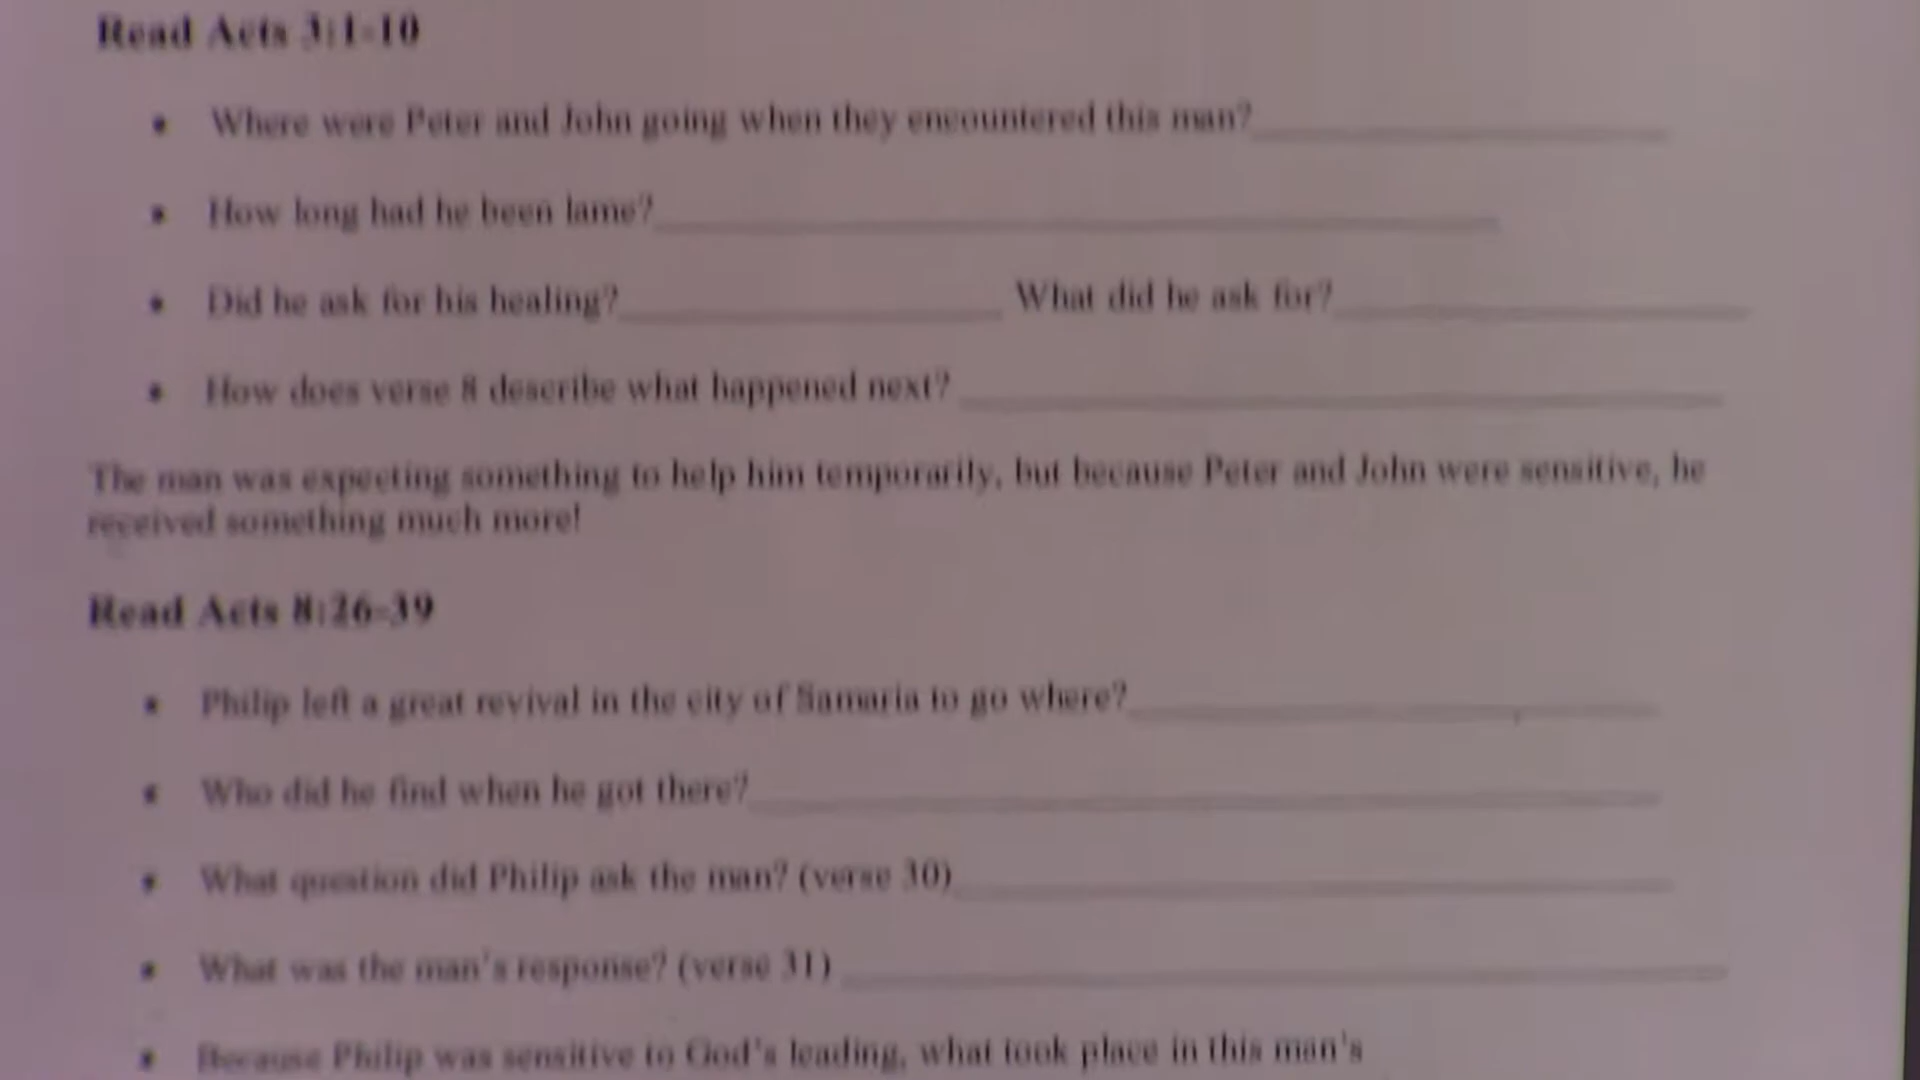 Read Acts 3:1-10
• Where were Peter and John going when they encountered this man?
• How long had he been lame?
• Did he ask for his healing? What did he ask for?
• How does verse 8 describe what happened next?
The man was expecting something to help him temporarily, but because Peter and John were sensitive, he
received something much more!
Read Acts 8:26-39
• Philip left a great revival in the city of Samaria to go where?
• Who did he find when he got there?
• What question did Philip ask the man? (verse 30)
• What was the man's response? (verse 31)
• Because Philip was sensitive to God's leading, what took place in this man's